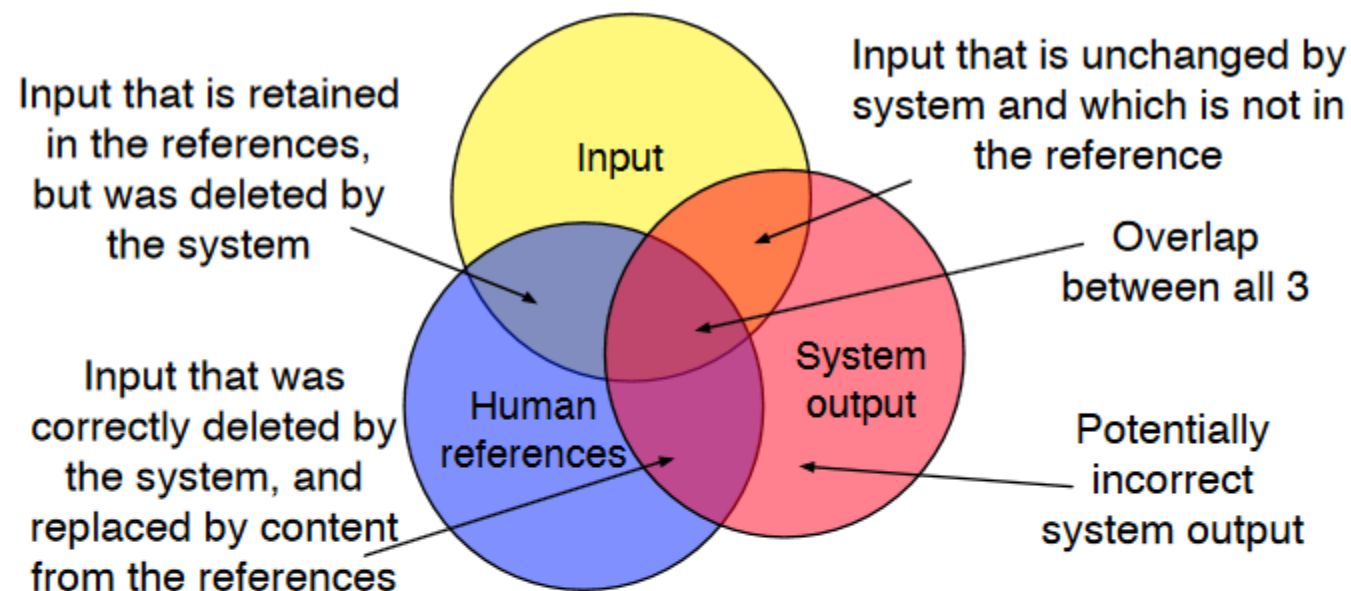 Input that is retained
in the references,
but was deleted by
the system
Input
Input that is unchanged by
system and which is not in
the reference
Overlap
between all 3
Input that was
correctly deleted by
the system, and
replaced by content
from the references
Human
references
System
output
Potentially
incorrect
system output